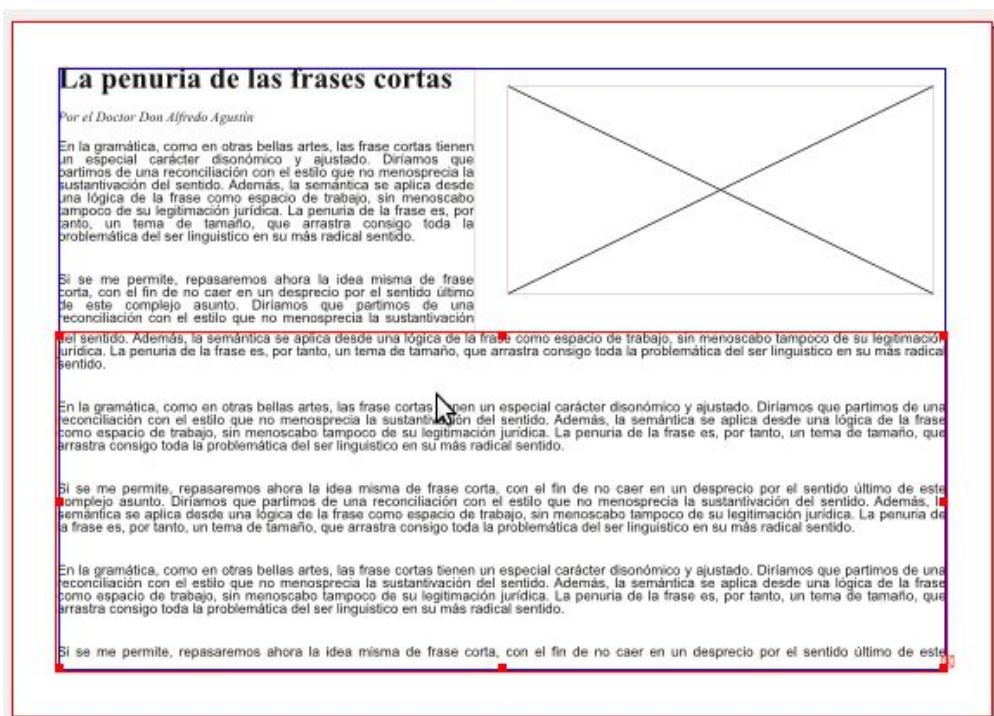 La penuria de las frases cortas
Por el Doctor Don Alfredo Agustin
En la gramática, como en otras bellas artes, las frase cortas tienen
un especial carácter disonómico y ajustado. Diríamos que
partimos de una reconciliación con el estilo que no menosprecia la
sustantivación del sentido. Además, la semántica se aplica desde
una lógica de la frase como espacio de trabajo, sin menoscabo
tampoco de su legitimación jurídica. La penuria de la frase es, por
tanto, un tema de tamaño, que arrastra consigo toda la
problemática del ser linguistico en su más radical sentido.
Si se me permite, repasaremos ahora la idea misma de frase
corta, con el fin de no caer en un desprecio por el sentido último
de este complejo asunto. Diríamos que partimos de una
reconciliación con el estilo que no menosprecia la sustantivación
del sentido. Además, la semántica se aplica desde una lógica de la frase como espacio de trabajo, sin menoscabo tampoco de su legitimación
jurídica. La penuria de la frase es, por tanto, un tema de tamaño, que arrastra consigo toda la problemática del ser linguistico en su más radical
sentido.
En la gramática, como en otras bellas artes, las frase cortas tienen un especial carácter disonómico y ajustado. Diríamos que partimos de una
reconciliación con el estilo que no menosprecia la sustantivación del sentido. Además, la semántica se aplica desde una lógica de la frase
como espacio de trabajo, sin menoscabo tampoco de su legitimación jurídica. La penuria de la frase es, por tanto, un tema de tamaño, que
arrastra consigo toda la problemática del ser linguistico en su más radical sentido.
Si se me permite, repasaremos ahora la idea misma de frase corta, con el fin de no caer en un desprecio por el sentido último de este
complejo asunto. Diríamos que partimos de una reconciliación con el estilo que no menosprecia la sustantivación del sentido. Además, la
semántica se aplica desde una lógica de la frase como espacio de trabajo, sin menoscabo tampoco de su legitimación jurídica. La penuria de
la frase es, por tanto, un tema de tamaño, que arrastra consigo toda la problemática del ser linguistico en su más radical sentido.
En la gramática, como en otras bellas artes, las frase cortas tienen un especial carácter disonómico y ajustado. Diríamos que partimos de una
reconciliación con el estilo que no menosprecia la sustantivación del sentido. Además, la semántica se aplica desde una lógica de la frase
como espacio de trabajo, sin menoscabo tampoco de su legitimación jurídica. La penuria de la frase es, por tanto, un tema de tamaño, que
arrastra consigo toda la problemática del ser linguistico en su más radical sentido.
Si se me permite, repasaremos ahora la idea misma de frase corta, con el fin de no caer en un desprecio por el sentido último de este